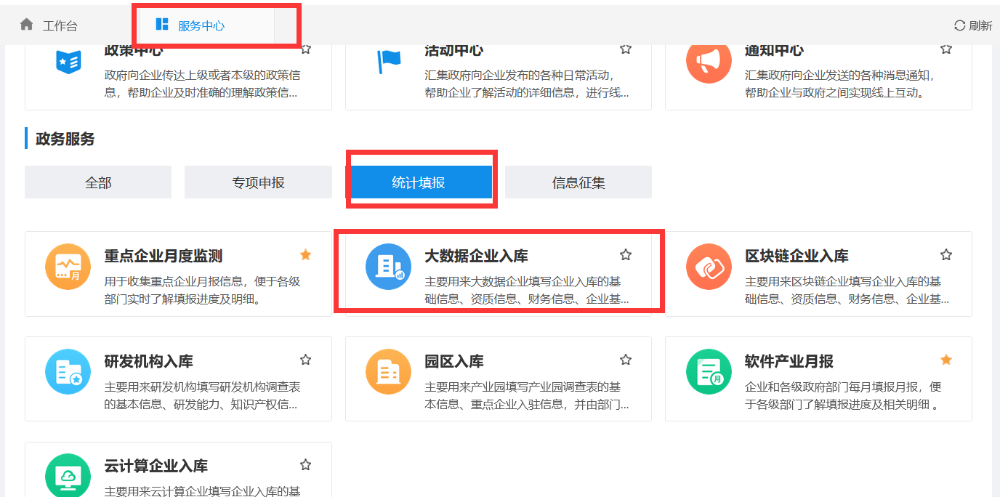 工作台
服务中心
刷新
政策中心
政府向企业传达上级或者本级的政策信
息，帮助企业及时准确的理解政策信...
活动中心
汇集政府向企业发布的各种日常活动，
帮助企业了解活动的详细信息，进行线...
通知中心
汇集政府向企业发送的各种消息通知，
帮助企业与政府之间实现线上互动。
政务服务
全部
专项申报
统计填报
信息征集
重点企业月度监测
用于收集重点企业月报信息，便于各级
部门实时了解填报进度及明细。
大数据企业入库
主要用来大数据企业填写企业入库的基
础信息、资质信息、财务信息、企业基...
区块链企业入库
主要用来区块链企业填写企业入库的基
础信息、资质信息、财务信息、企业基...
研发机构入库
主要用来研发机构填写研发机构调查表
的基本信息、研发能力、知识产权信...
园区入库
主要用来产业园填写产业园调查表的基
本信息、重点企业入驻信息，并由部门...
软件产业月报
企业和各级政府部门每月填报月报，便
于各级部门了解填报进度及相关明细 。
云计算企业入库
主要用来云计算企业填写企业入库的基